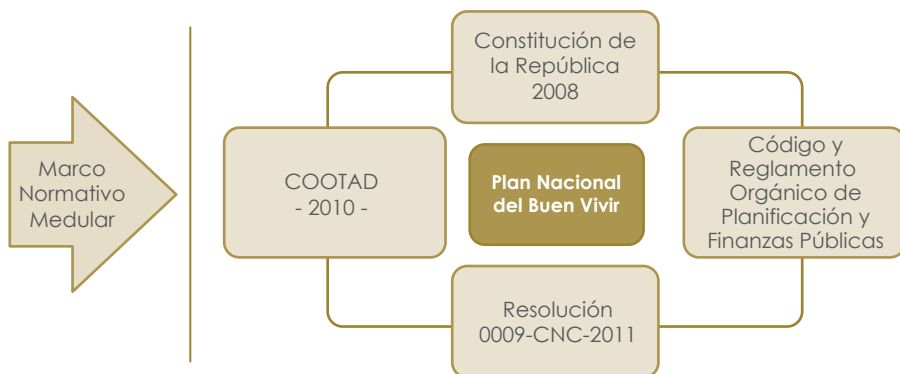 Marco
Normativo
Medular
Constitución de
la República
2008
COOTAD
- 2010 -
Plan Nacional
del Buen Vivir
Código y
Reglamento
Orgánico de
Planificación y
Finanzas Públicas
Resolución
0009-CNC-2011